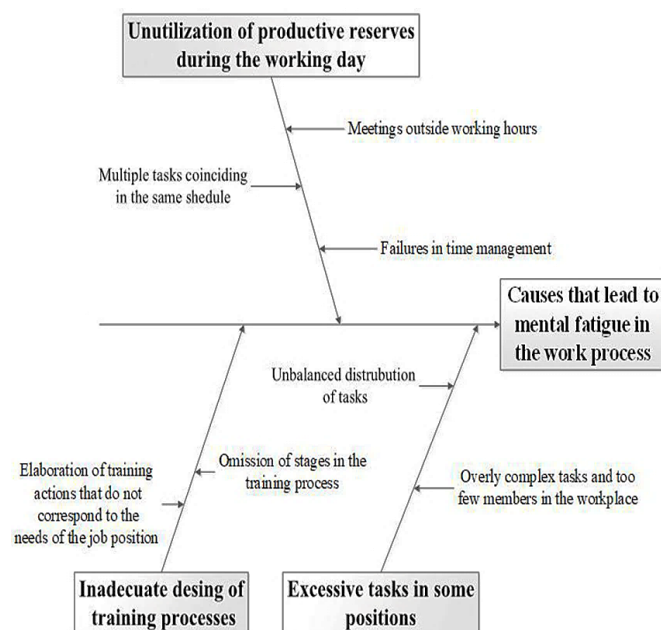 Unutilization of productive reserves
during the working day
Meetings outside working hours
Multiple tasks coinciding
in the same shedule
Failures in time management
Causes that lead to
mental fatigue in
the work process
Unbalanced distrubution
of tasks
Omission of stages in the
training process
Elaboration of training
actions that do not
correspond to the
needs of the job position
Overly complex tasks and too
few members in the workplace
Inadequate desing of
training processes
Excessive tasks in some
positions